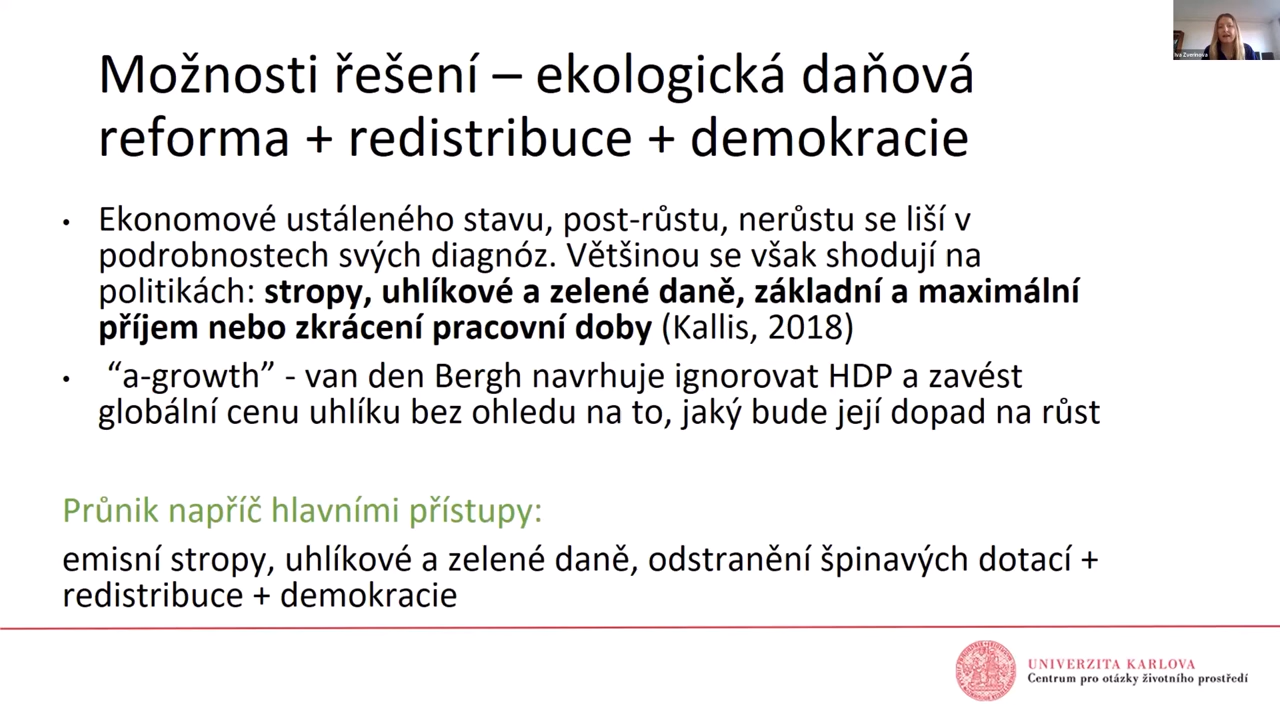 Možnosti řešení – ekologická daňová
reforma + redistribuce + demokracie
• Ekonomové ustáleného stavu, post-růstu, nerůstu se liší v
podrobnostech svých diagnóz. Většinou se však shodují na
politikách: stropy, uhlíkové a zelené daně, základní a maximální
příjem nebo zkrácení pracovní doby (Kallis, 2018)
• “a-growth” - van den Bergh navrhuje ignorovat HDP a zavést
globální cenu uhlíku bez ohledu na to, jaký bude její dopad na růst
Průnik napříč hlavními přístupy:
emisní stropy, uhlíkové a zelené daně, odstranění špinavých dotací +
redistribuce + demokracie
UNIVERZITA KARLOVA
Centrum pro otázky životního prostředí